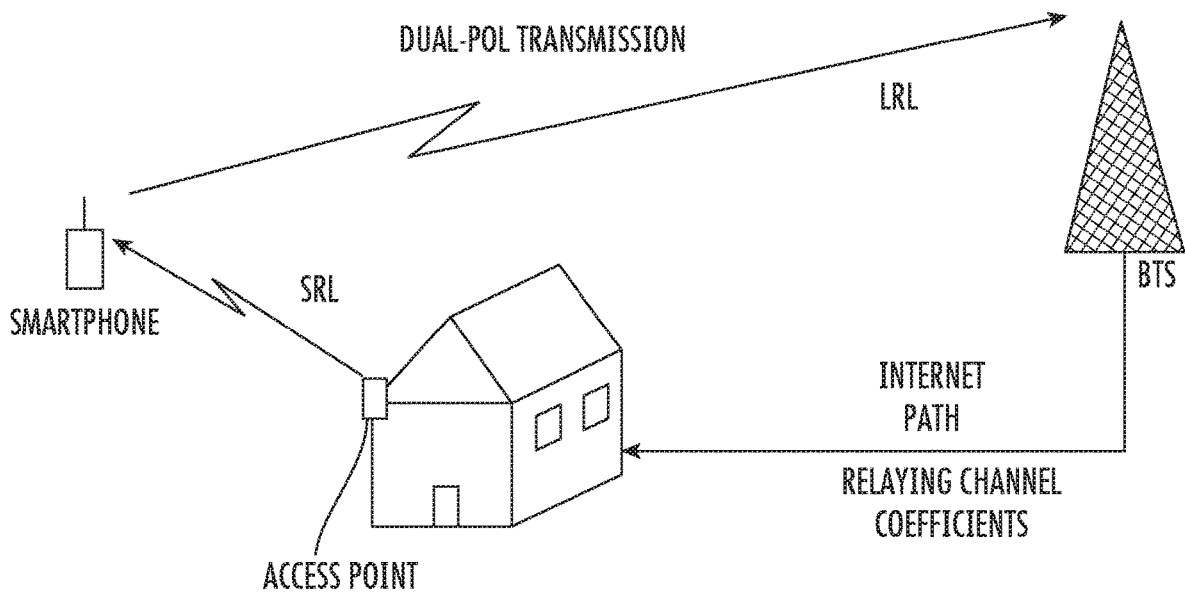 DUAL-POL TRANSMISSION
LRL
BTS
SRL
SMARTPHONE
INTERNET
PATH
RELAYING CHANNEL
COEFFICIENTS
ACCESS POINT